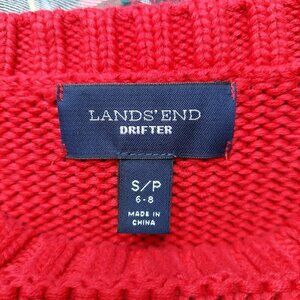 LANDS' END
DRIFTER
S/P
6-8
MADE IN
CHINA